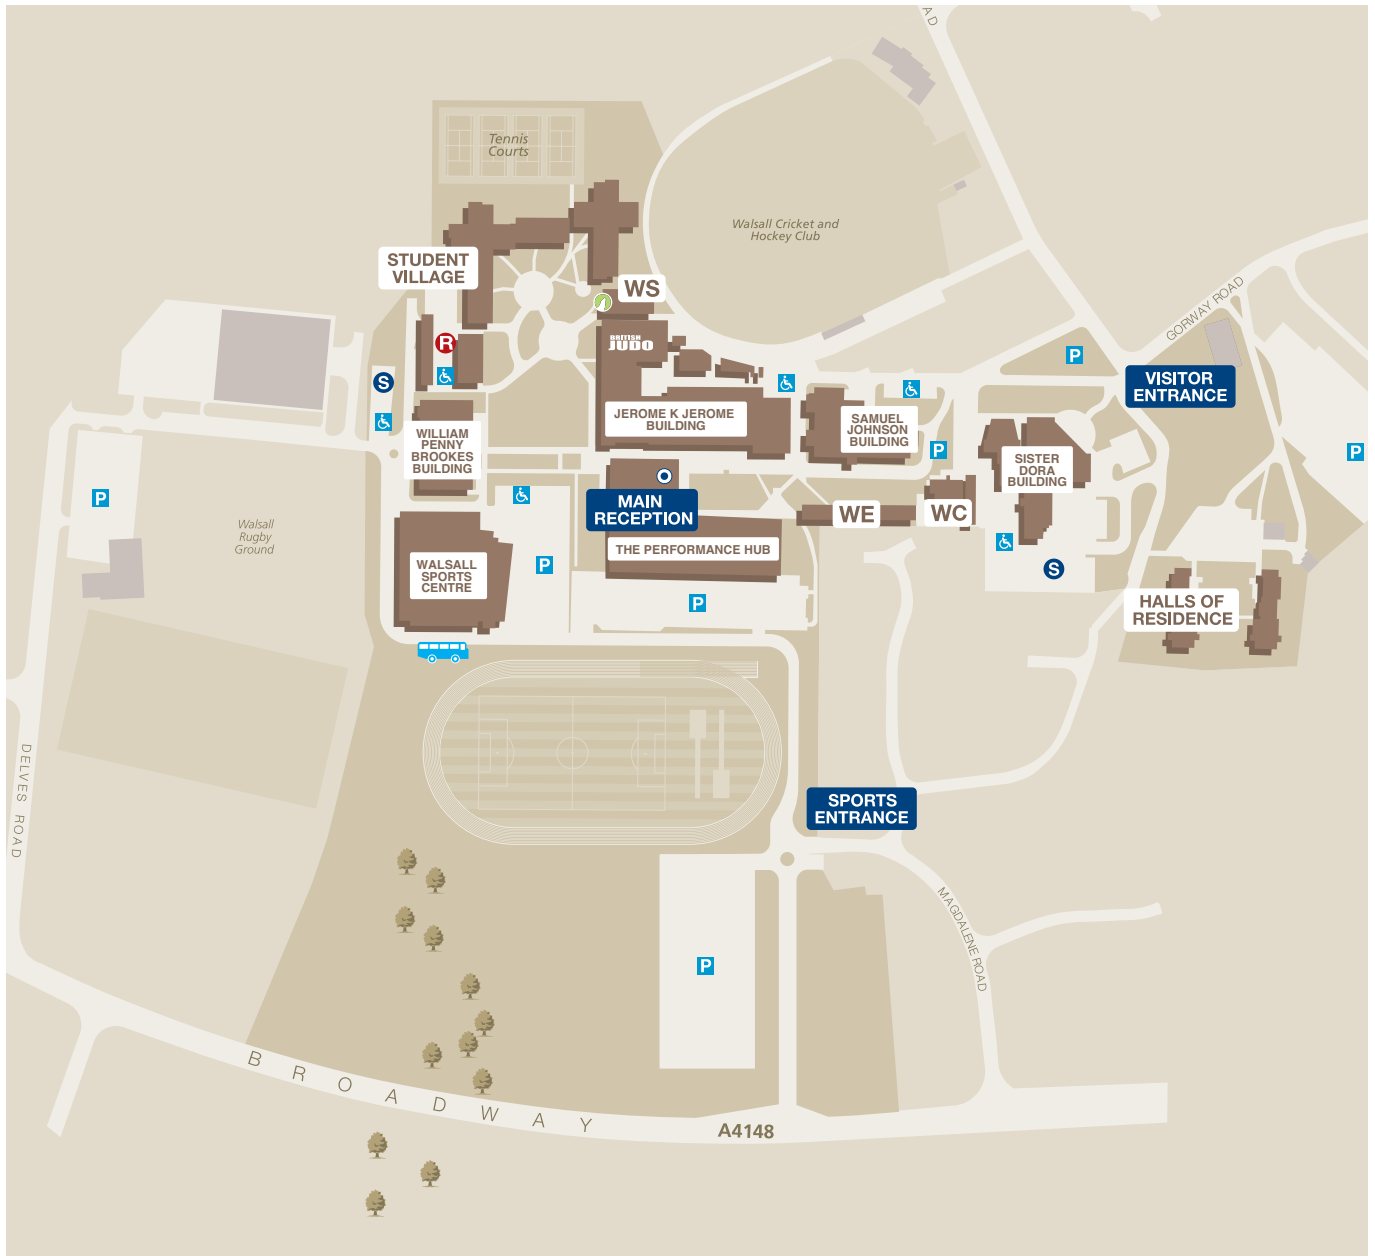 AD
Tennis
Courts
Walsall Cricket and
Hockey Club
STUDENT
VILLAGE
WS
GORWAY ROAD
R
BRITISH
JUDO
P
S
VISITOR
ENTRANCE
JEROME K JEROME
BUILDING
SAMUEL
JOHNSON
BUILDING
WILLIAM
PENNY
BROOKES
BUILDING
P
P
SISTER
DORA
BUILDING
P
MAIN
RECEPTION
WE
WC
Walsall
Rugby
Ground
THE PERFORMANCE HUB
WALSALL
SPORTS
CENTRE
P
S
P
HALLS OF
RESIDENCE
DELVES ROAD
SPORTS
ENTRANCE
MAGDALENE ROAD
P
BROADWAY
A4148